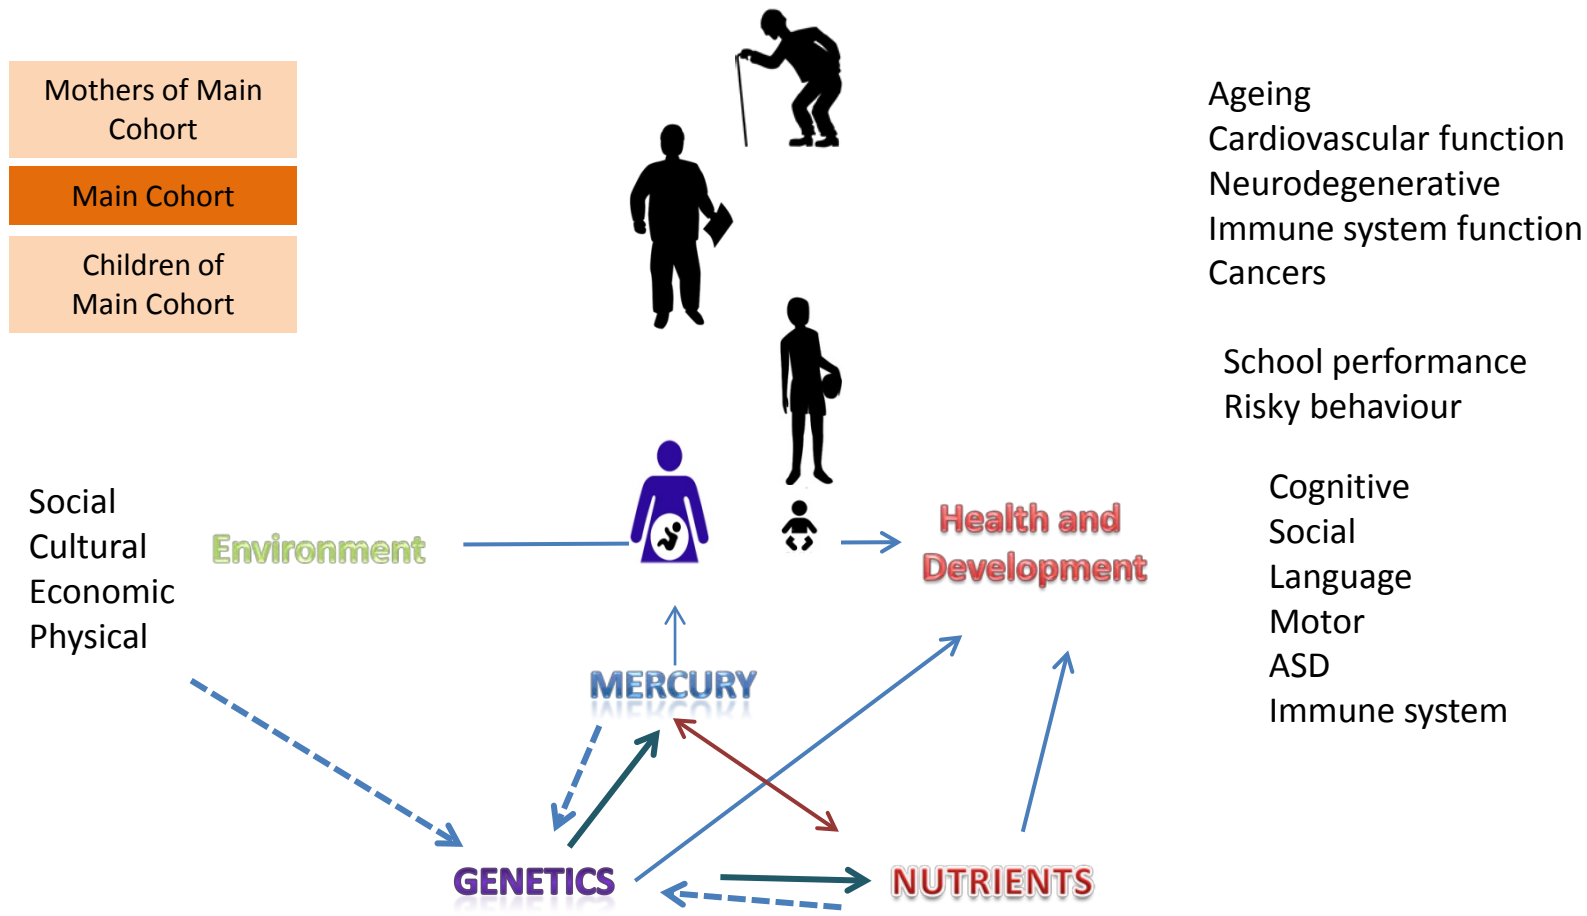 Mothers of Main
Cohort
Main Cohort
Children of
Main Cohort
Ageing
Cardiovascular function
Neurodegenerative
Immune system function
Cancers
School performance
Risky behaviour
Social
Cultural
Economic
Physical
Environment
Health and
Development
Cognitive
Social
Language
Motor
ASD
Immune system
MERCURY
GENETICS
NUTRIENTS